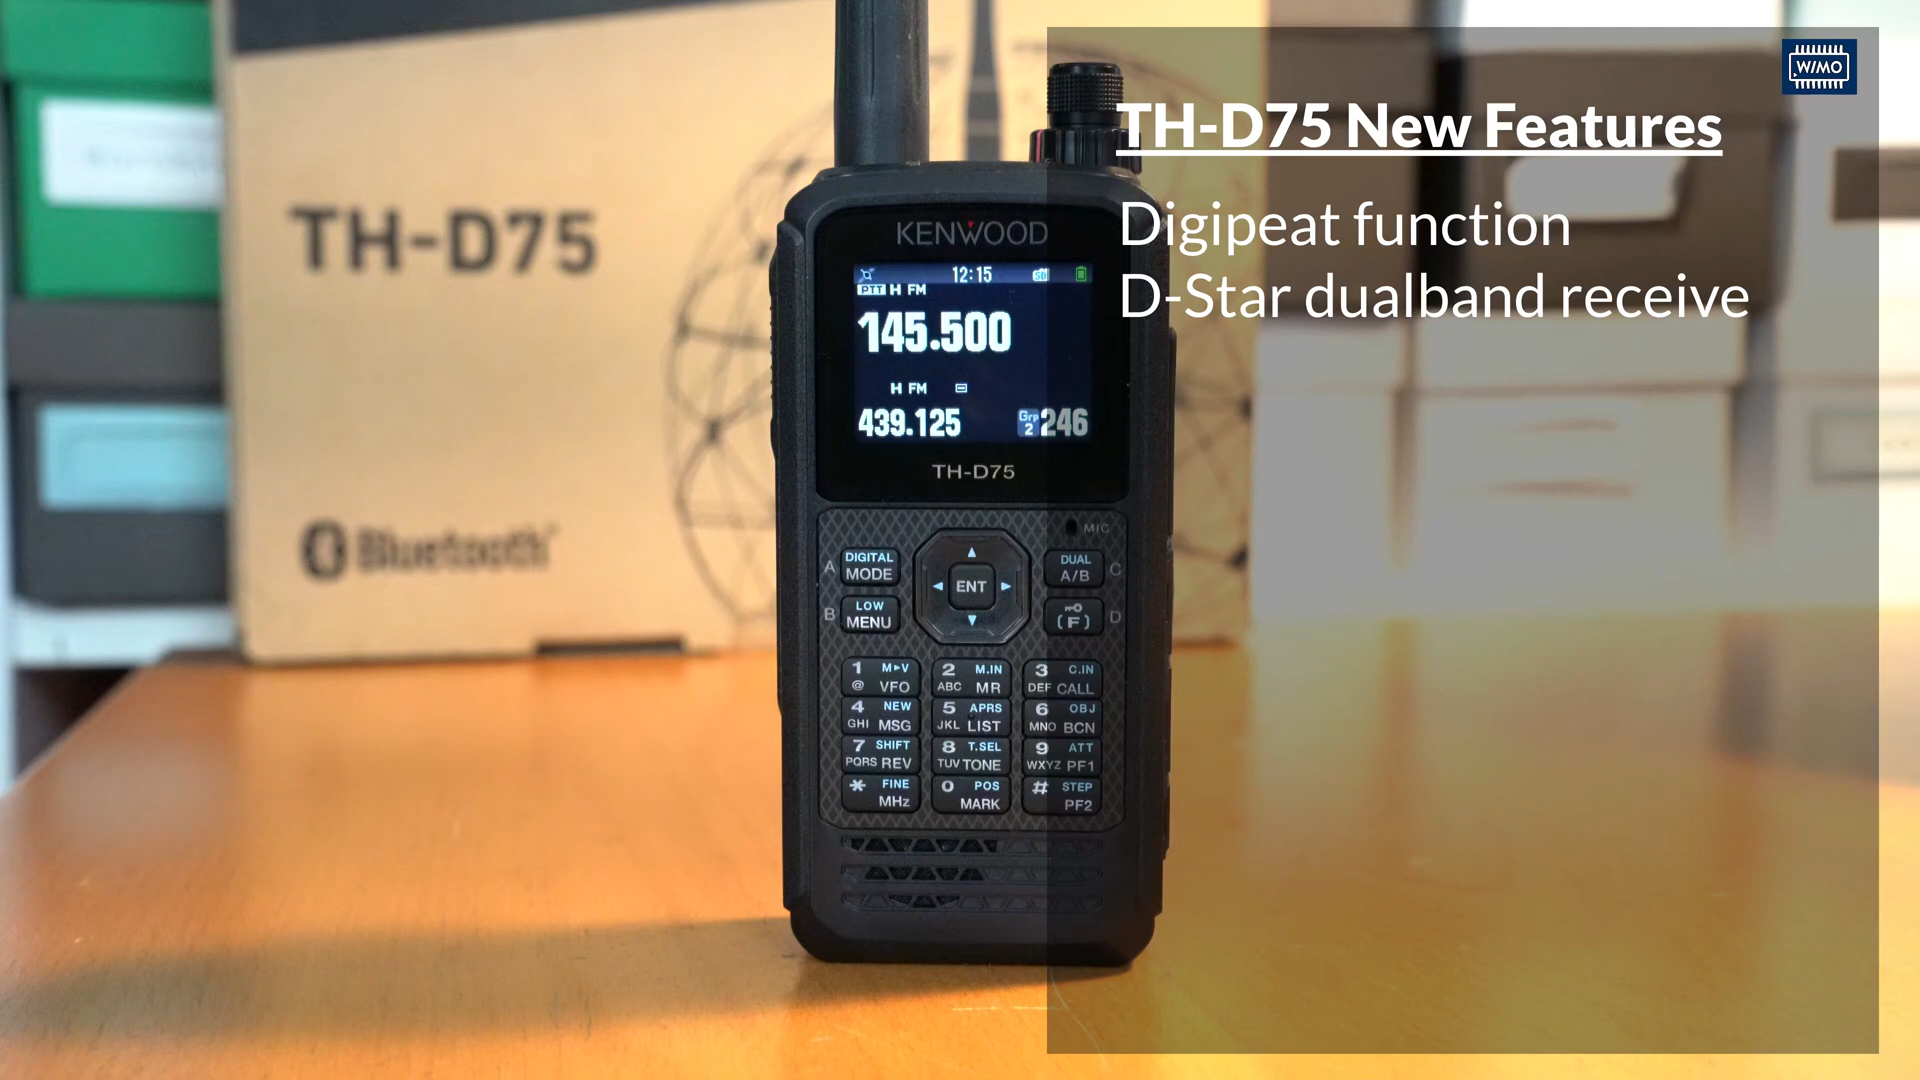 WiMO
TH-D75 New Features
Digipeat function
D-Star dualband receive
TH-D75
Bluetooth
KENWOOD
12:15
PTT H FM
145.500
H FM
439.125 Grp 2 246
TH-D75
MIC
A DIGITAL MODE
DUAL A/B C
ENT
B LOW MENU
(F) D
1 M▸V @ VFO
2 M.IN ABC MR
3 C.IN DEF CALL
4 NEW GHI MSG
5 APRS JKL LIST
6 OBJ MNO BCN
7 SHIFT PQRS REV
8 T.SEL TUV TONE
9 ATT WXYZ PF1
* FINE MHz
0 POS MARK
# STEP PF2